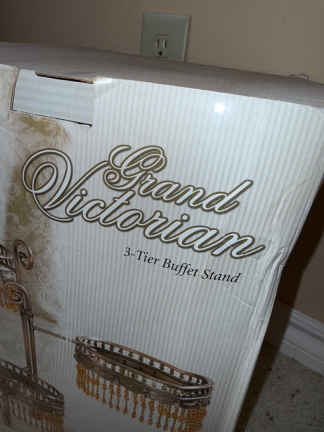 Grand
Victorian
3-Tier Buffet Stand